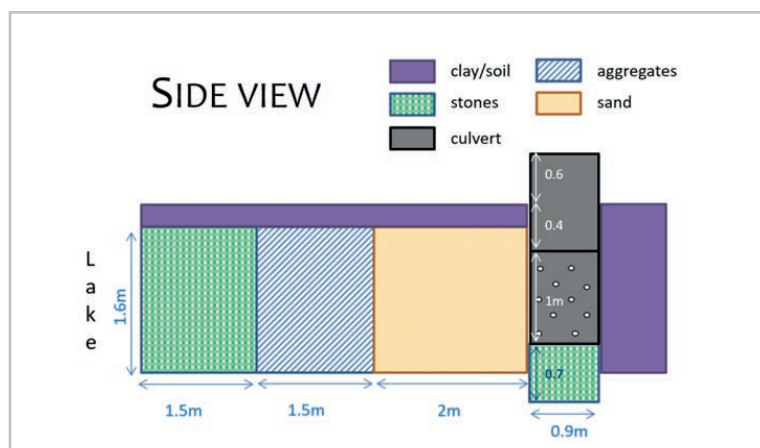 SIDE VIEW
clay/soil
aggregates
stones
sand
culvert
0.6
0.4
1m
0.7
L
a
k
e
1.6m
1.5m
1.5m
2m
0.9m